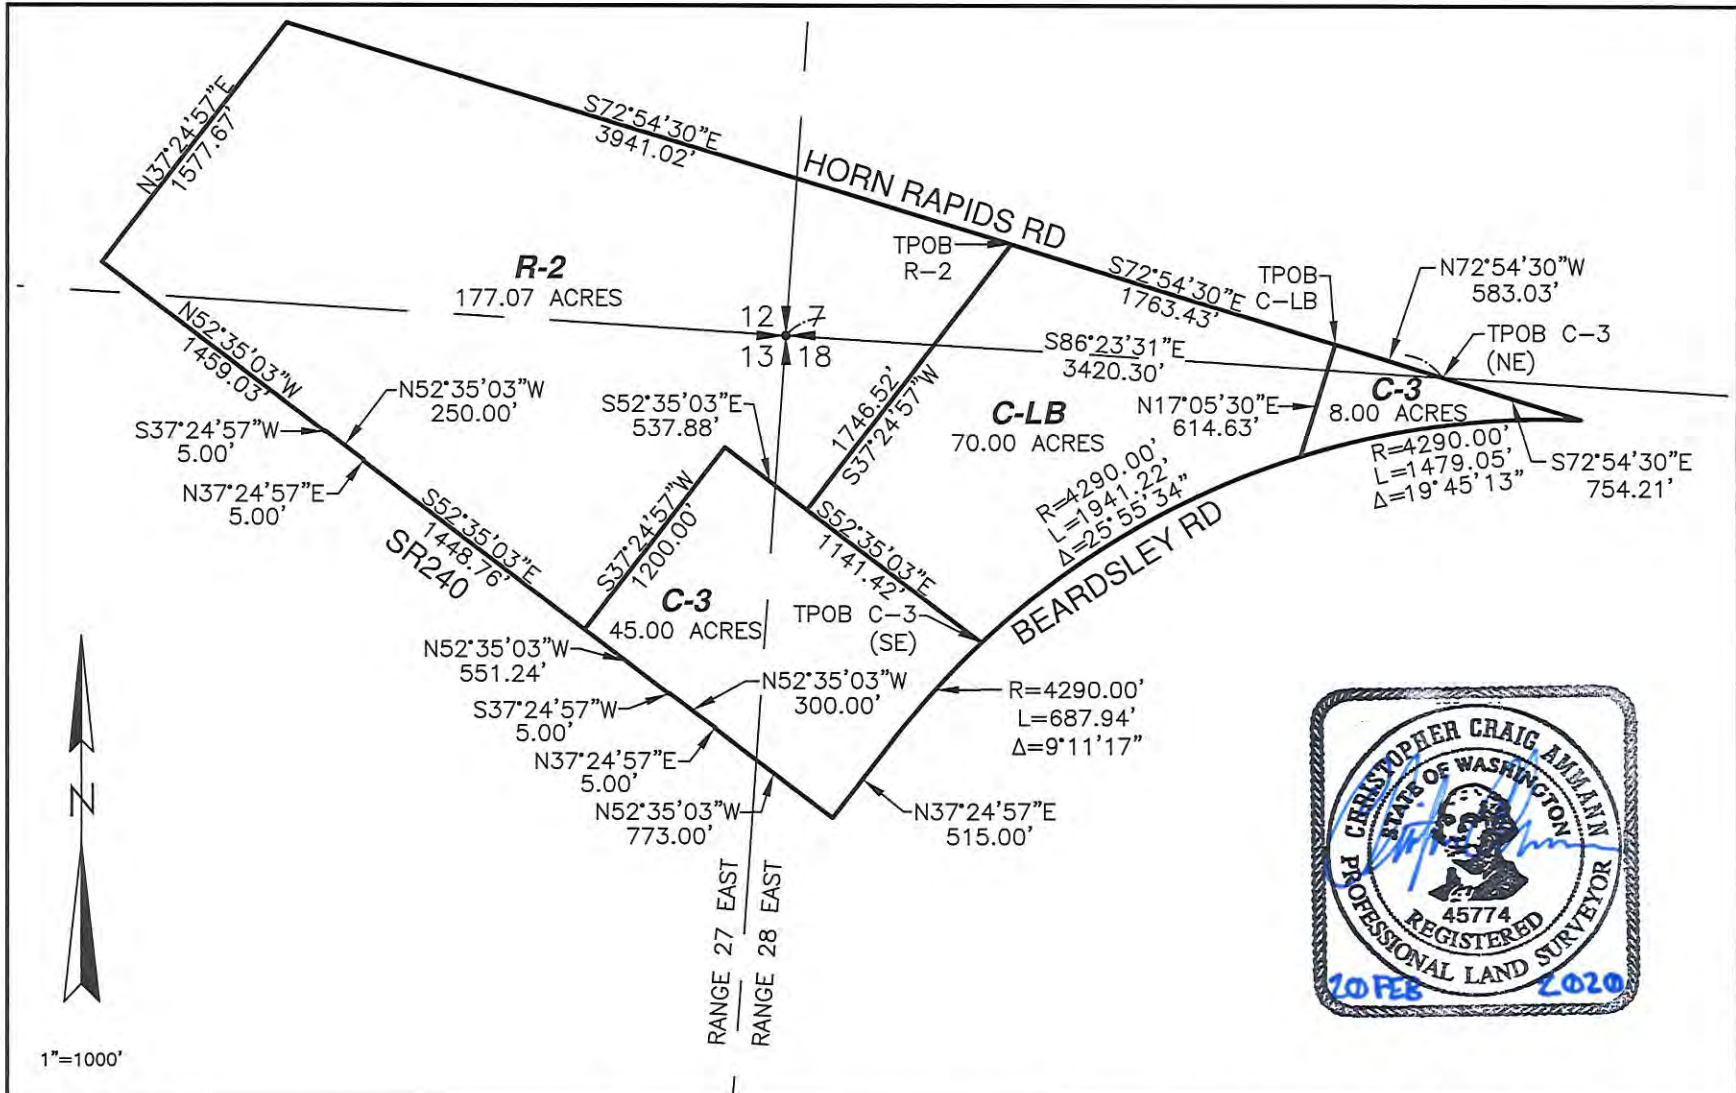 N37°24'57"E
1577.67'
S72°54'30"E
3941.02'
HORN RAPIDS RD
TPOB
R-2
R-2
177.07 ACRES
12 7
13 18
S72°54'30"E
1763.43'
TPOB
C-LB
N72°54'30"W
583.03'
TPOB C-3
(NE)
S86°23'31"E
3420.30'
C-3
8.00 ACRES
N17°05'30"E
614.63'
C-LB
70.00 ACRES
1746.52'
S37°24'57"W
R=4290.00'
L=1479.05'
Δ=19°45'13"
S72°54'30"E
754.21'
N52°35'03"W
1459.03'
N52°35'03"W
250.00'
S37°24'57"W
5.00'
N37°24'57"E
5.00'
S52°35'03"E
537.88'
R=4290.00'
L=1941.22'
Δ=25°55'34"
BEARDSLEY RD
S52°35'03"E
1448.76'
SR240
S37°24'57"W
1200.00'
S52°35'03"E
1141.42'
C-3
45.00 ACRES
TPOB C-3
(SE)
N52°35'03"W
551.24'
S37°24'57"W
5.00'
N52°35'03"W
300.00'
N37°24'57"E
5.00'
N52°35'03"W
773.00'
R=4290.00'
L=687.94'
Δ=9°11'17"
N37°24'57"E
515.00'
RANGE 27 EAST
RANGE 28 EAST
N
1"=1000'
CHRISTOPHER CRAIG AMMANN
STATE OF WASHINGTON
45774
REGISTERED
PROFESSIONAL LAND SURVEYOR
20 FEB 2020